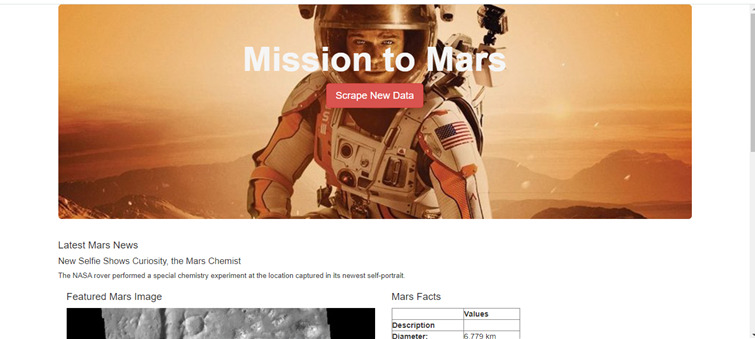 Mission to Mars
Scrape New Data
Latest Mars News
New Selfie Shows Curiosity, the Mars Chemist
The NASA rover performed a special chemistry experiment at the location captured in its newest self-portrait.
Featured Mars Image
Mars Facts
Values
Description
Diameter: 6,779 km